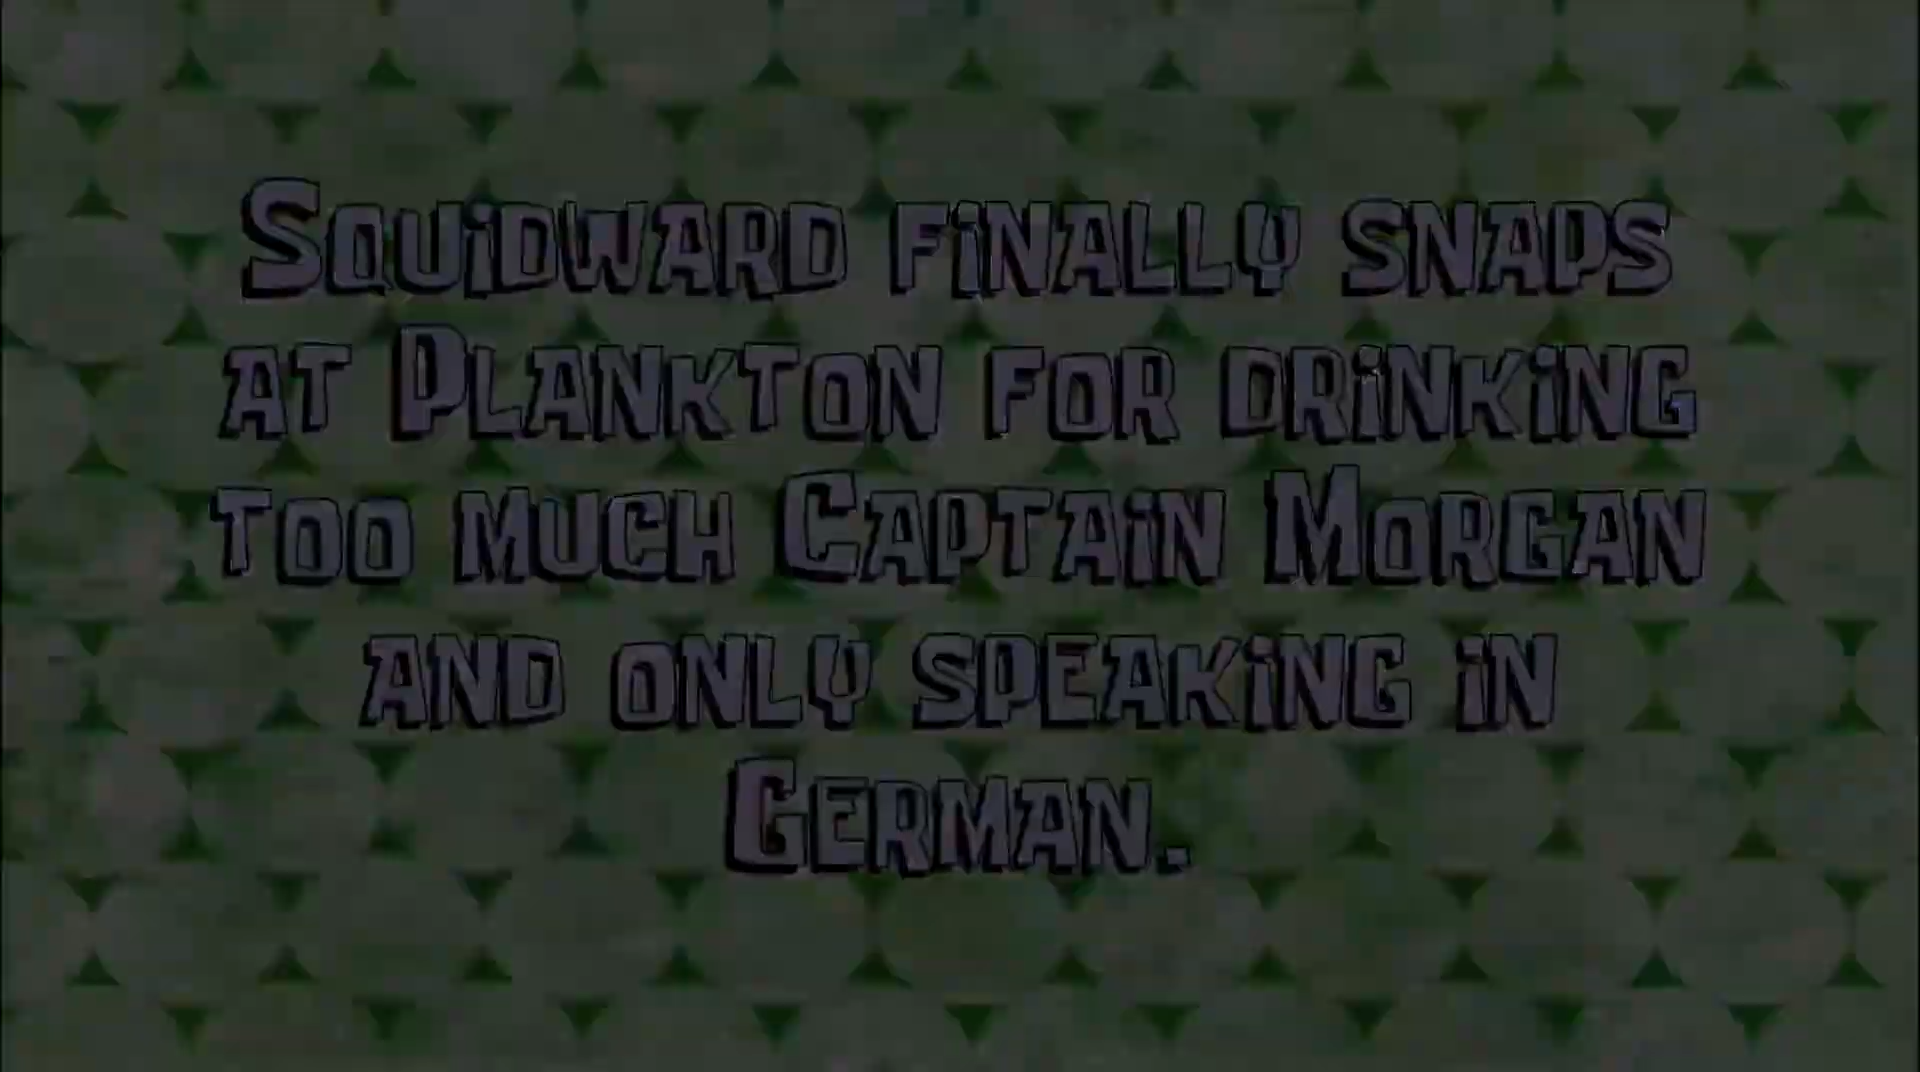 Squidward finally snaps
at Plankton for drinking
too much Captain Morgan
and only speaking in
German.